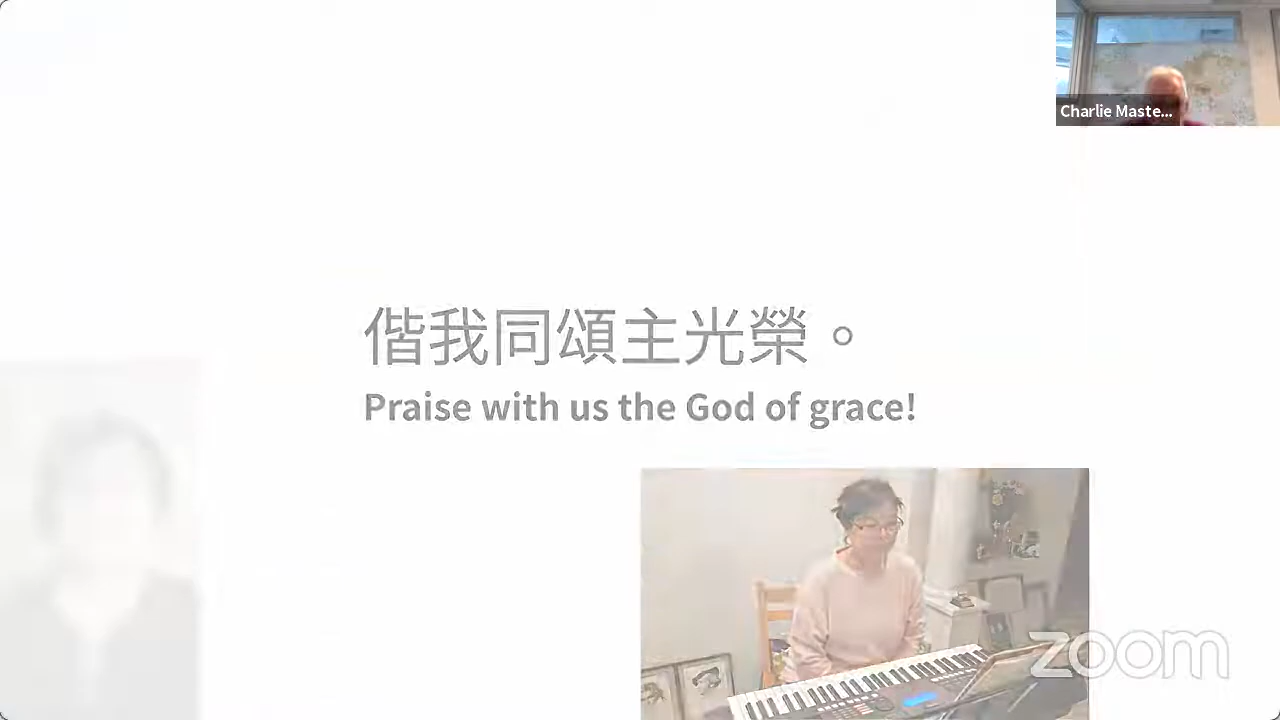 Charlie Maste...
偕我同頌主光榮。
Praise with us the God of grace!
zoom